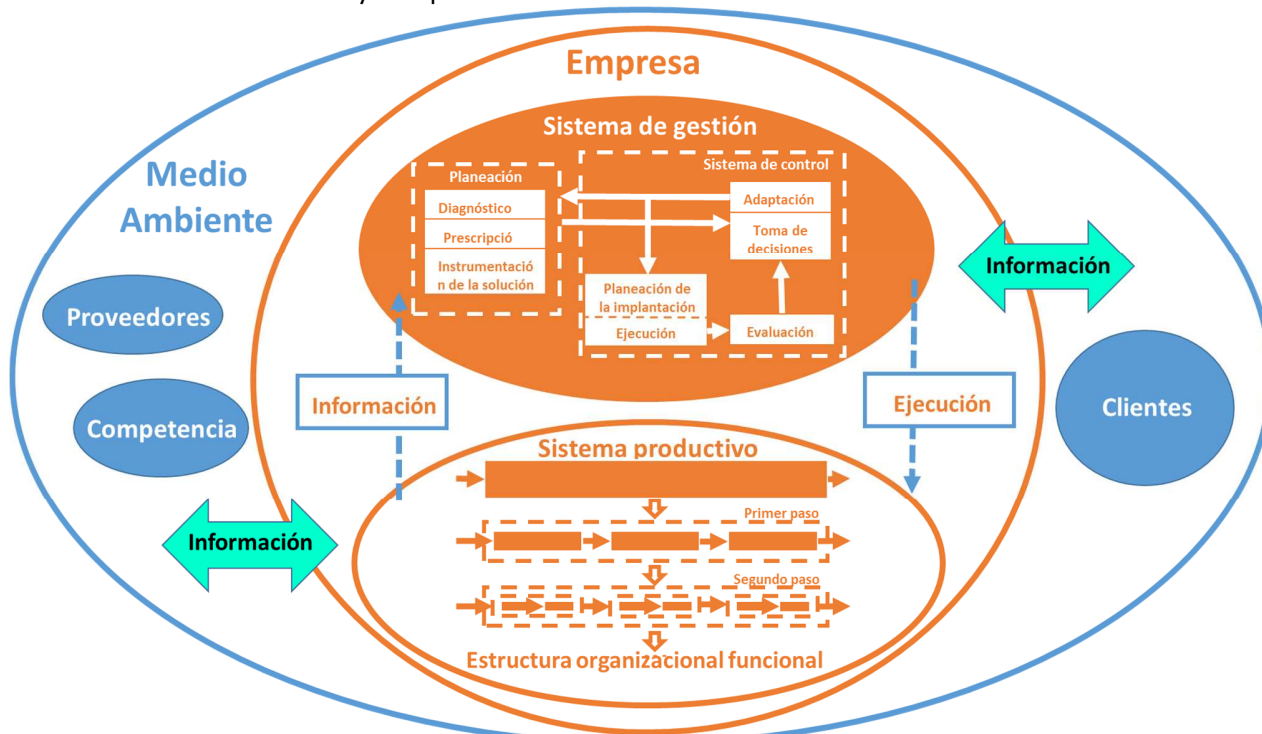 Empresa
Sistema de gestión
Sistema de control
Planeación
Diagnóstico
Prescripció
Instrumentació
n de la solución
Adaptación
Toma de
decisiones
Planeación de
la implantación
Ejecución
Evaluación
Medio
Ambiente
Proveedores
Competencia
Información
Información
Ejecución
Información
Clientes
Sistema productivo
Primer paso
Segundo paso
Estructura organizacional funcional